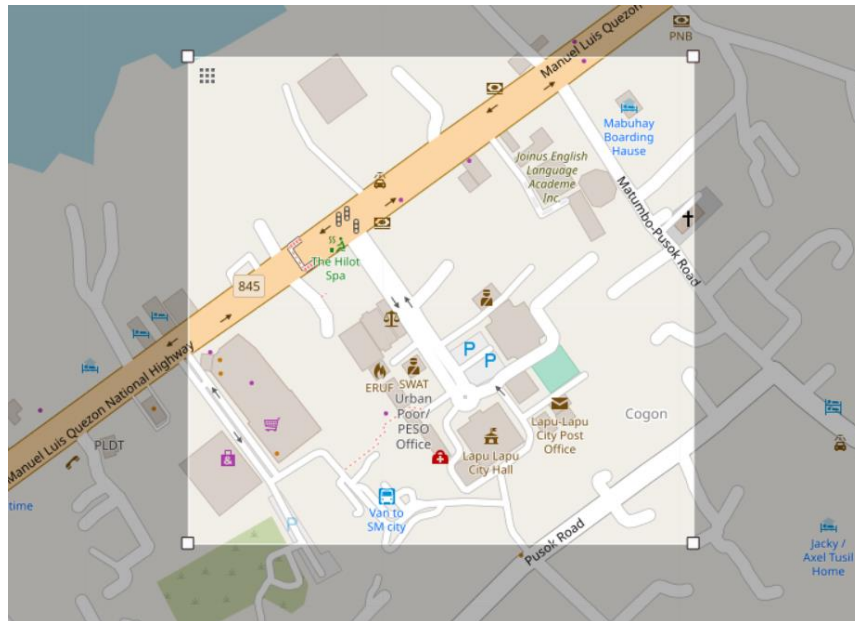 PNB
Manuel Luis Quezon
Mabuhay
Boarding
Hause
Joinus English
Language
Academe
Inc.
Matumbo-Pusok Road
The Hilot
Spa
845
Manuel Luis Quezon National Highway
ERUF
SWAT
Urban
Poor/
PESO
Office
P
P
Lapu-Lapu
City Post
Office
Cogon
Lapu Lapu
City Hall
PLDT
time
Van to
SM city
P
Pusok Road
Jacky /
Axel Tusil
Home